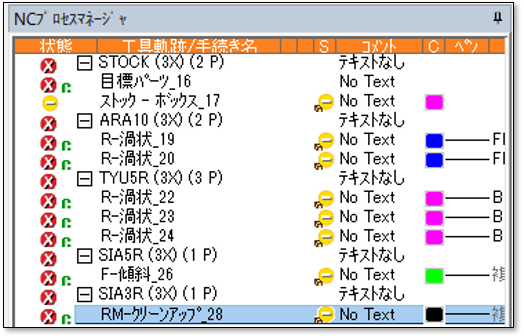 NCﾌﾟﾛｾｽﾏﾈｰｼﾞｬ
状態 工具軌跡/手続き名 S ｺﾒﾝﾄ C ﾍﾟﾝ
STOCK (3X) (2 P) テキストなし
目標パーツ_16 No Text
ストック - ボックス_17 No Text
ARA10 (3X) (2 P) テキストなし
R-渦状_19 No Text
R-渦状_20 No Text
TYU5R (3X) (3 P) テキストなし
R-渦状_22 No Text B
R-渦状_23 No Text B
R-渦状_24 No Text B
SIA5R (3X) (1 P) テキストなし
F-傾斜_26 No Text
SIA3R (3X) (1 P) テキストなし
RM-クリーンアップ_28 No Text